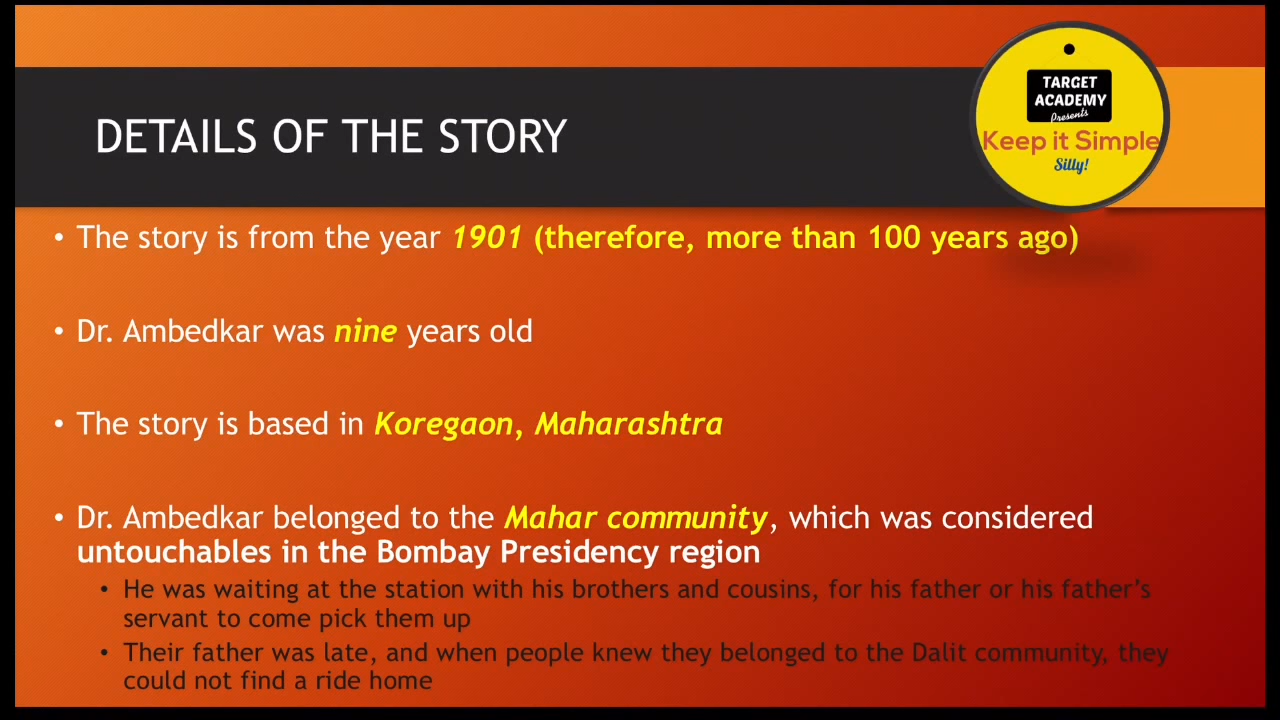 DETAILS OF THE STORY
TARGET
ACADEMY
Presents
Keep it Simple
Silly!
• The story is from the year 1901 (therefore, more than 100 years ago)
• Dr. Ambedkar was nine years old
• The story is based in Koregaon, Maharashtra
• Dr. Ambedkar belonged to the Mahar community, which was considered
untouchables in the Bombay Presidency region
• He was waiting at the station with his brothers and cousins, for his father or his father's
servant to come pick them up
• Their father was late, and when people knew they belonged to the Dalit community, they
could not find a ride home